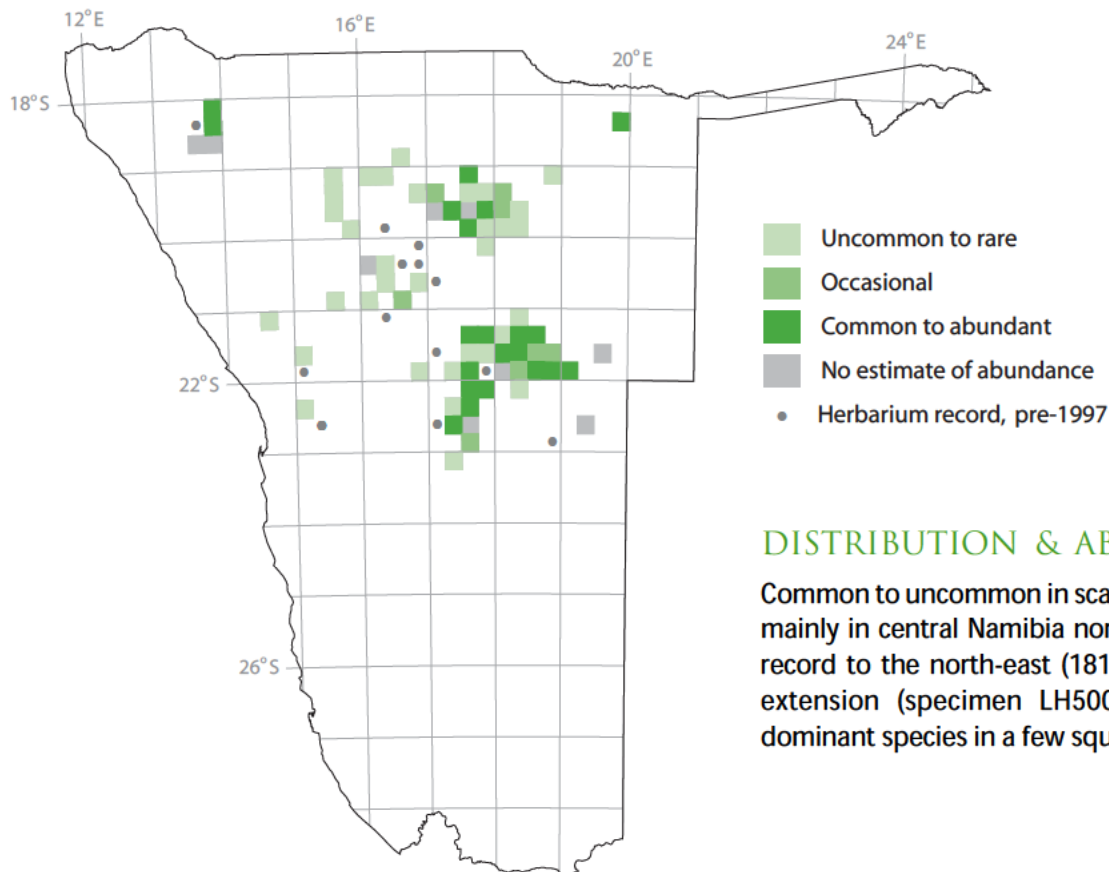 12°E
16°E
20°E
24°E
18°S
22°S
26°S
Uncommon to rare
Occasional
Common to abundant
No estimate of abundance
Herbarium record, pre-1997
DISTRIBUTION & AB
Common to uncommon in sca
mainly in central Namibia nor
record to the north-east (181
extension (specimen LH500
dominant species in a few squ